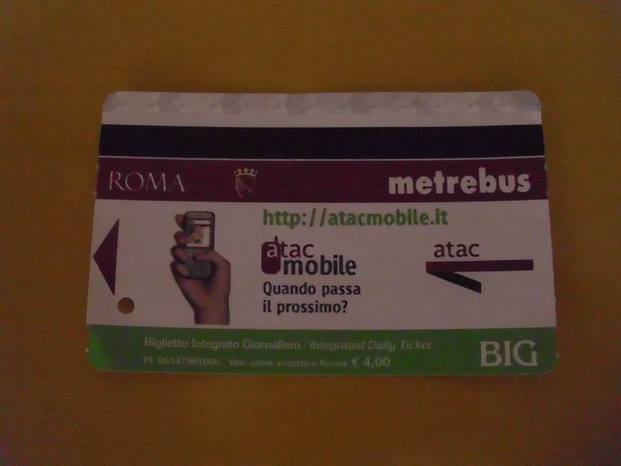 ROMA
metrebus
http://atacmobile.it
atac
mobile
atac
Quando passa
il prossimo?
Biglietto Integrato Giornaliero - Integrated Daily Ticket
P.I. 06341981006 - Vale come scontrino fiscale € 4,00
BIG